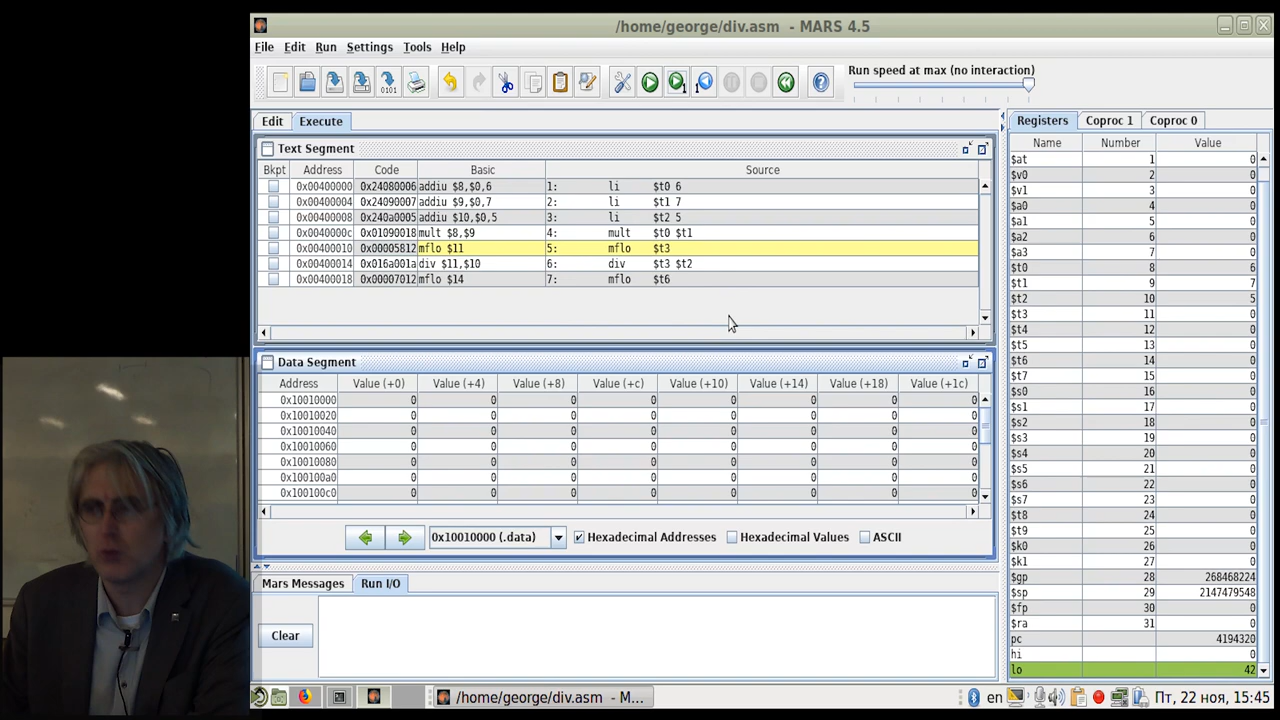 /home/george/div.asm - MARS 4.5
File Edit Run Settings Tools Help
Run speed at max (no interaction)
Edit Execute
Text Segment
Bkpt Address Code Basic Source
0x00400000 0x24080006 addiu $8,$0,6 1: li $t0 6
0x00400004 0x24090007 addiu $9,$0,7 2: li $t1 7
0x00400008 0x240a0005 addiu $10,$0,5 3: li $t2 5
0x0040000c 0x01090018 mult $8,$9 4: mult $t0 $t1
0x00400010 0x00005812 mflo $11 5: mflo $t3
0x00400014 0x016a001a div $11,$10 6: div $t3 $t2
0x00400018 0x00007012 mflo $14 7: mflo $t6
Data Segment
Address Value (+0) Value (+4) Value (+8) Value (+c) Value (+10) Value (+14) Value (+18) Value (+1c)
0x10010000 0 0 0 0 0 0 0 0
0x10010020 0 0 0 0 0 0 0 0
0x10010040 0 0 0 0 0 0 0 0
0x10010060 0 0 0 0 0 0 0 0
0x10010080 0 0 0 0 0 0 0 0
0x100100a0 0 0 0 0 0 0 0 0
0x100100c0 0 0 0 0 0 0 0 0
0x10010000 (.data) Hexadecimal Addresses Hexadecimal Values ASCII
Mars Messages Run I/O
Clear
Registers Coproc 1 Coproc 0
Name Number Value
$at 1 0
$v0 2 0
$v1 3 0
$a0 4 0
$a1 5 0
$a2 6 0
$a3 7 0
$t0 8 6
$t1 9 7
$t2 10 5
$t3 11 0
$t4 12 0
$t5 13 0
$t6 14 0
$t7 15 0
$s0 16 0
$s1 17 0
$s2 18 0
$s3 19 0
$s4 20 0
$s5 21 0
$s6 22 0
$s7 23 0
$t8 24 0
$t9 25 0
$k0 26 0
$k1 27 0
$gp 28 268468224
$sp 29 2147479548
$fp 30 0
$ra 31 0
pc 4194320
hi 0
lo 42
/home/george/div.asm - M... en Пт, 22 ноя, 15:45